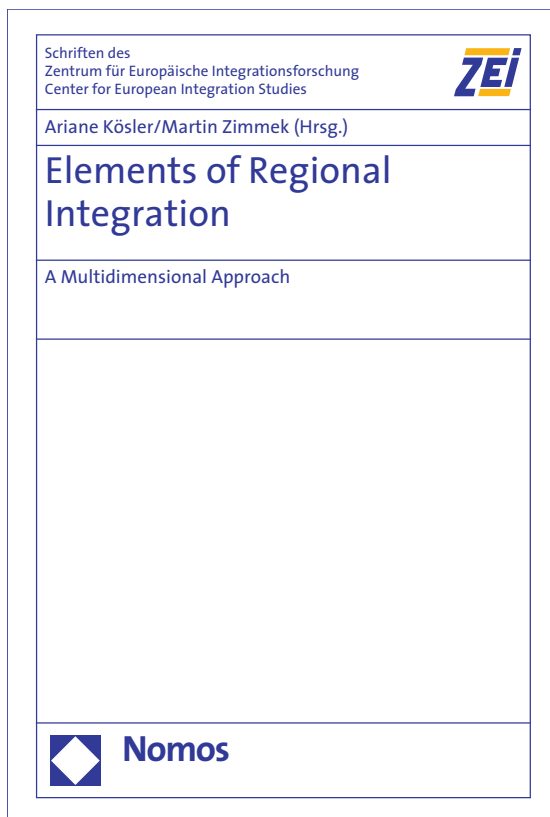 Schriften des
Zentrum für Europäische Integrationsforschung
Center for European Integration Studies
ZEI
Ariane Kösler/Martin Zimmek (Hrsg.)
Elements of Regional
Integration
A Multidimensional Approach
Nomos